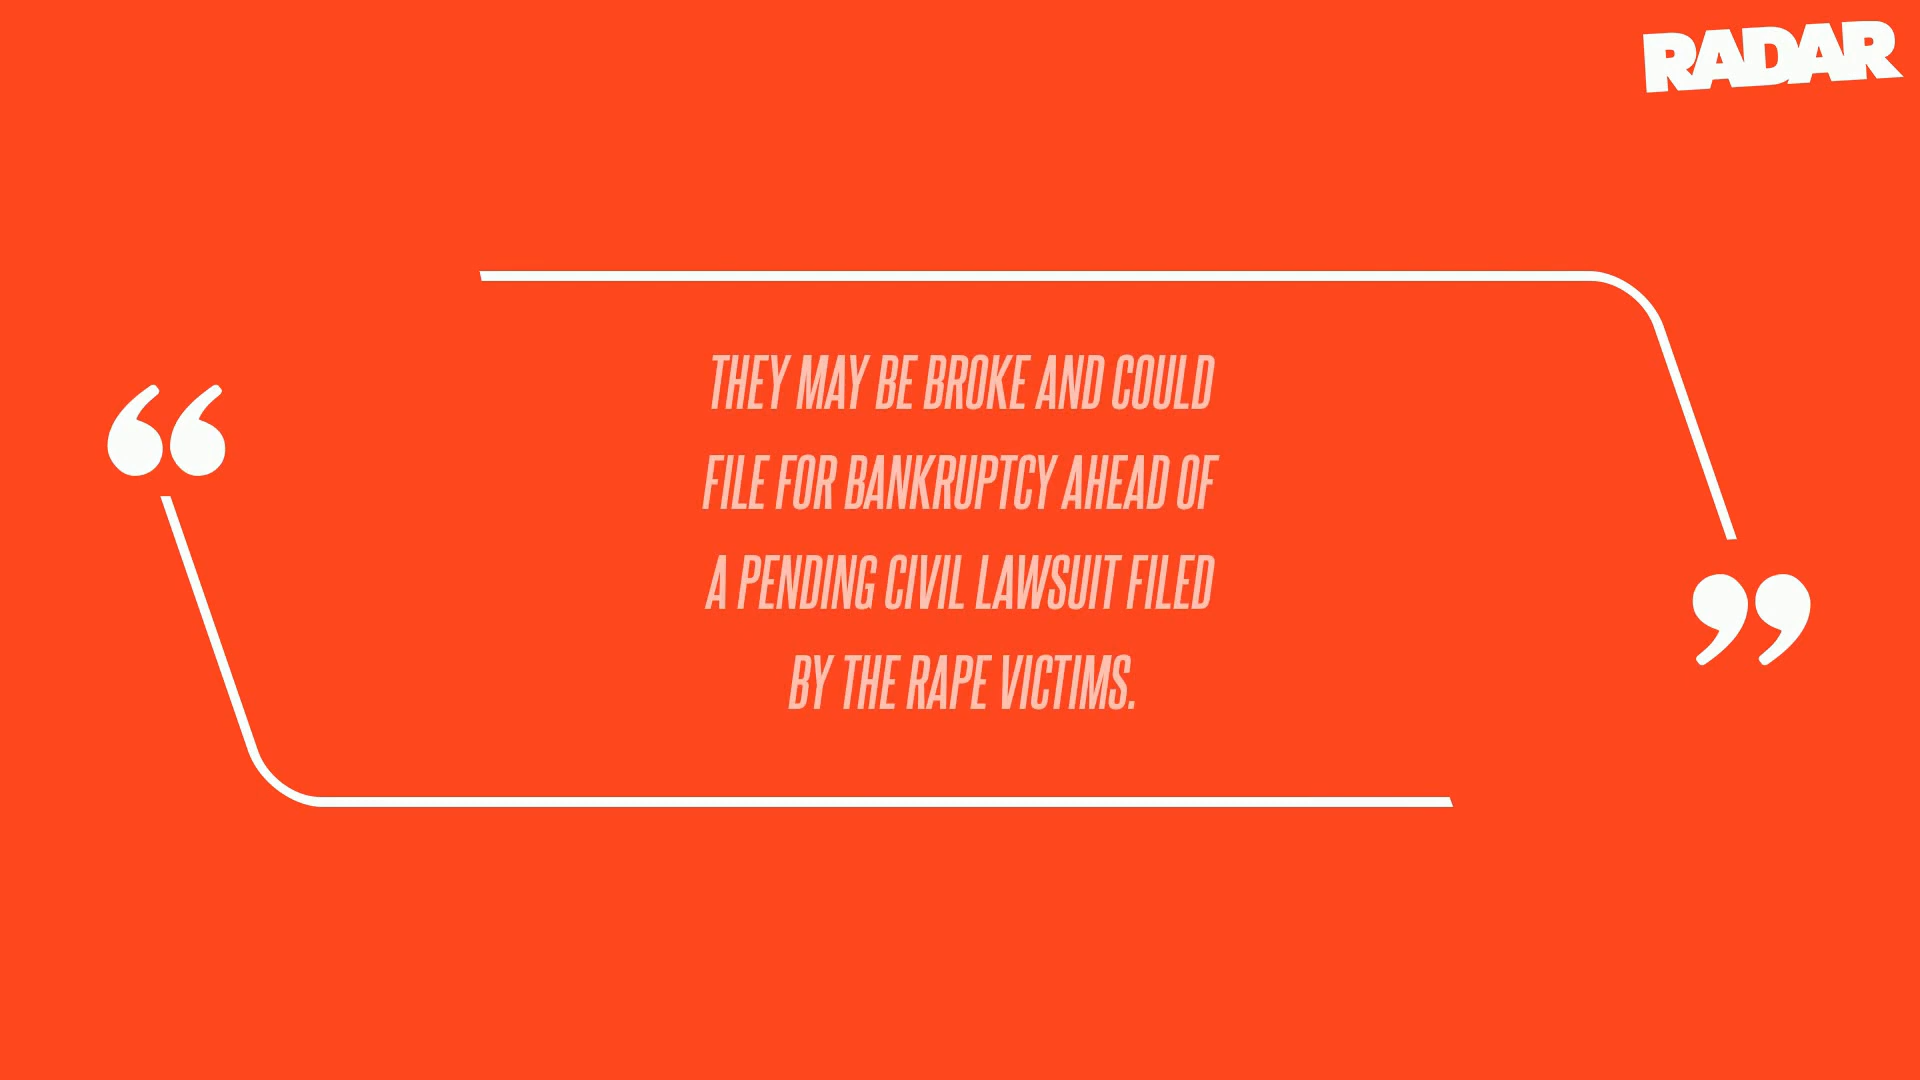 RADAR
THEY MAY BE BROKE AND COULD
FILE FOR BANKRUPTCY AHEAD OF
A PENDING CIVIL LAWSUIT FILED
BY THE RAPE VICTIMS.